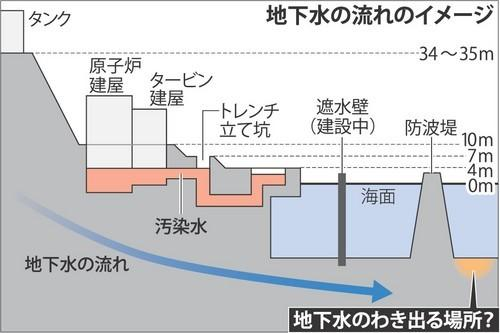 地下水の流れのイメージ
タンク
34〜35m
原子炉
建屋
タービン
建屋
トレンチ
立て坑
遮水壁
(建設中)
防波堤
10m
7m
4m
0m
海面
汚染水
地下水の流れ
地下水のわき出る場所?